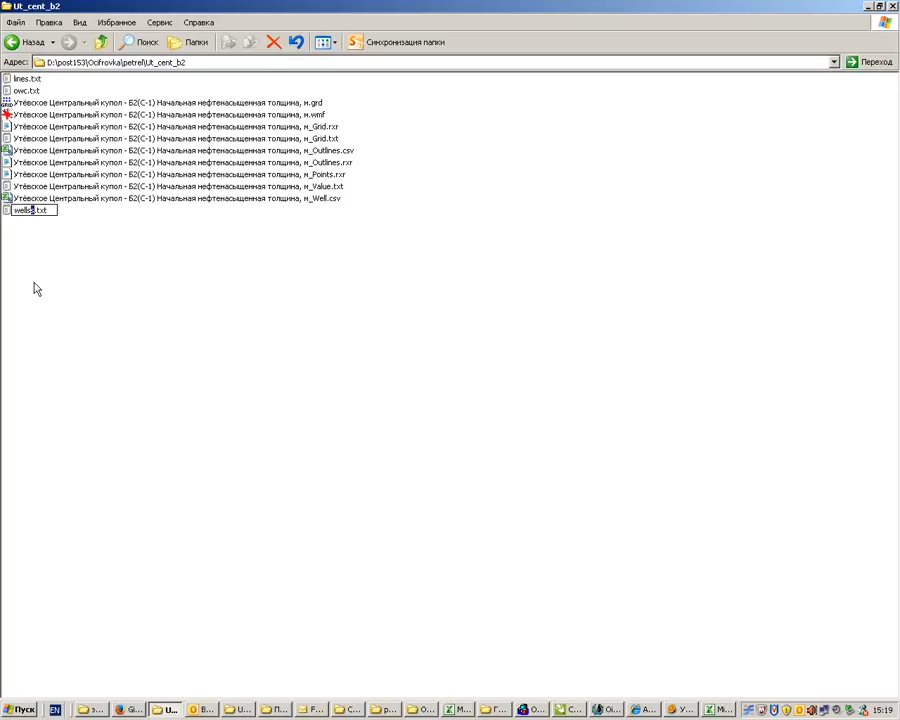 Ut_cent_b2
Файл Правка Вид Избранное Сервис Справка
Назад Поиск Папки Синхронизация папки
Адрес: D:\post153\Ocifrovka\petrel\Ut_cent_b2 Переход
lines.txt
owc.txt
Утёвское Центральный купол - Б2(С-1) Начальная нефтенасыщенная толщина, м.grd
Утёвское Центральный купол - Б2(С-1) Начальная нефтенасыщенная толщина, м.wmf
Утёвское Центральный купол - Б2(С-1) Начальная нефтенасыщенная толщина, м_Grid.rxr
Утёвское Центральный купол - Б2(С-1) Начальная нефтенасыщенная толщина, м_Grid.txt
Утёвское Центральный купол - Б2(С-1) Начальная нефтенасыщенная толщина, м_Outlines.csv
Утёвское Центральный купол - Б2(С-1) Начальная нефтенасыщенная толщина, м_Outlines.rxr
Утёвское Центральный купол - Б2(С-1) Начальная нефтенасыщенная толщина, м_Points.rxr
Утёвское Центральный купол - Б2(С-1) Начальная нефтенасыщенная толщина, м_Value.txt
Утёвское Центральный купол - Б2(С-1) Начальная нефтенасыщенная толщина, м_Well.csv
Пуск EN з... Gl... U... В... U... П... F... С... р... О... М... Г... О... С... Oi... А... У... Mi... 15:19